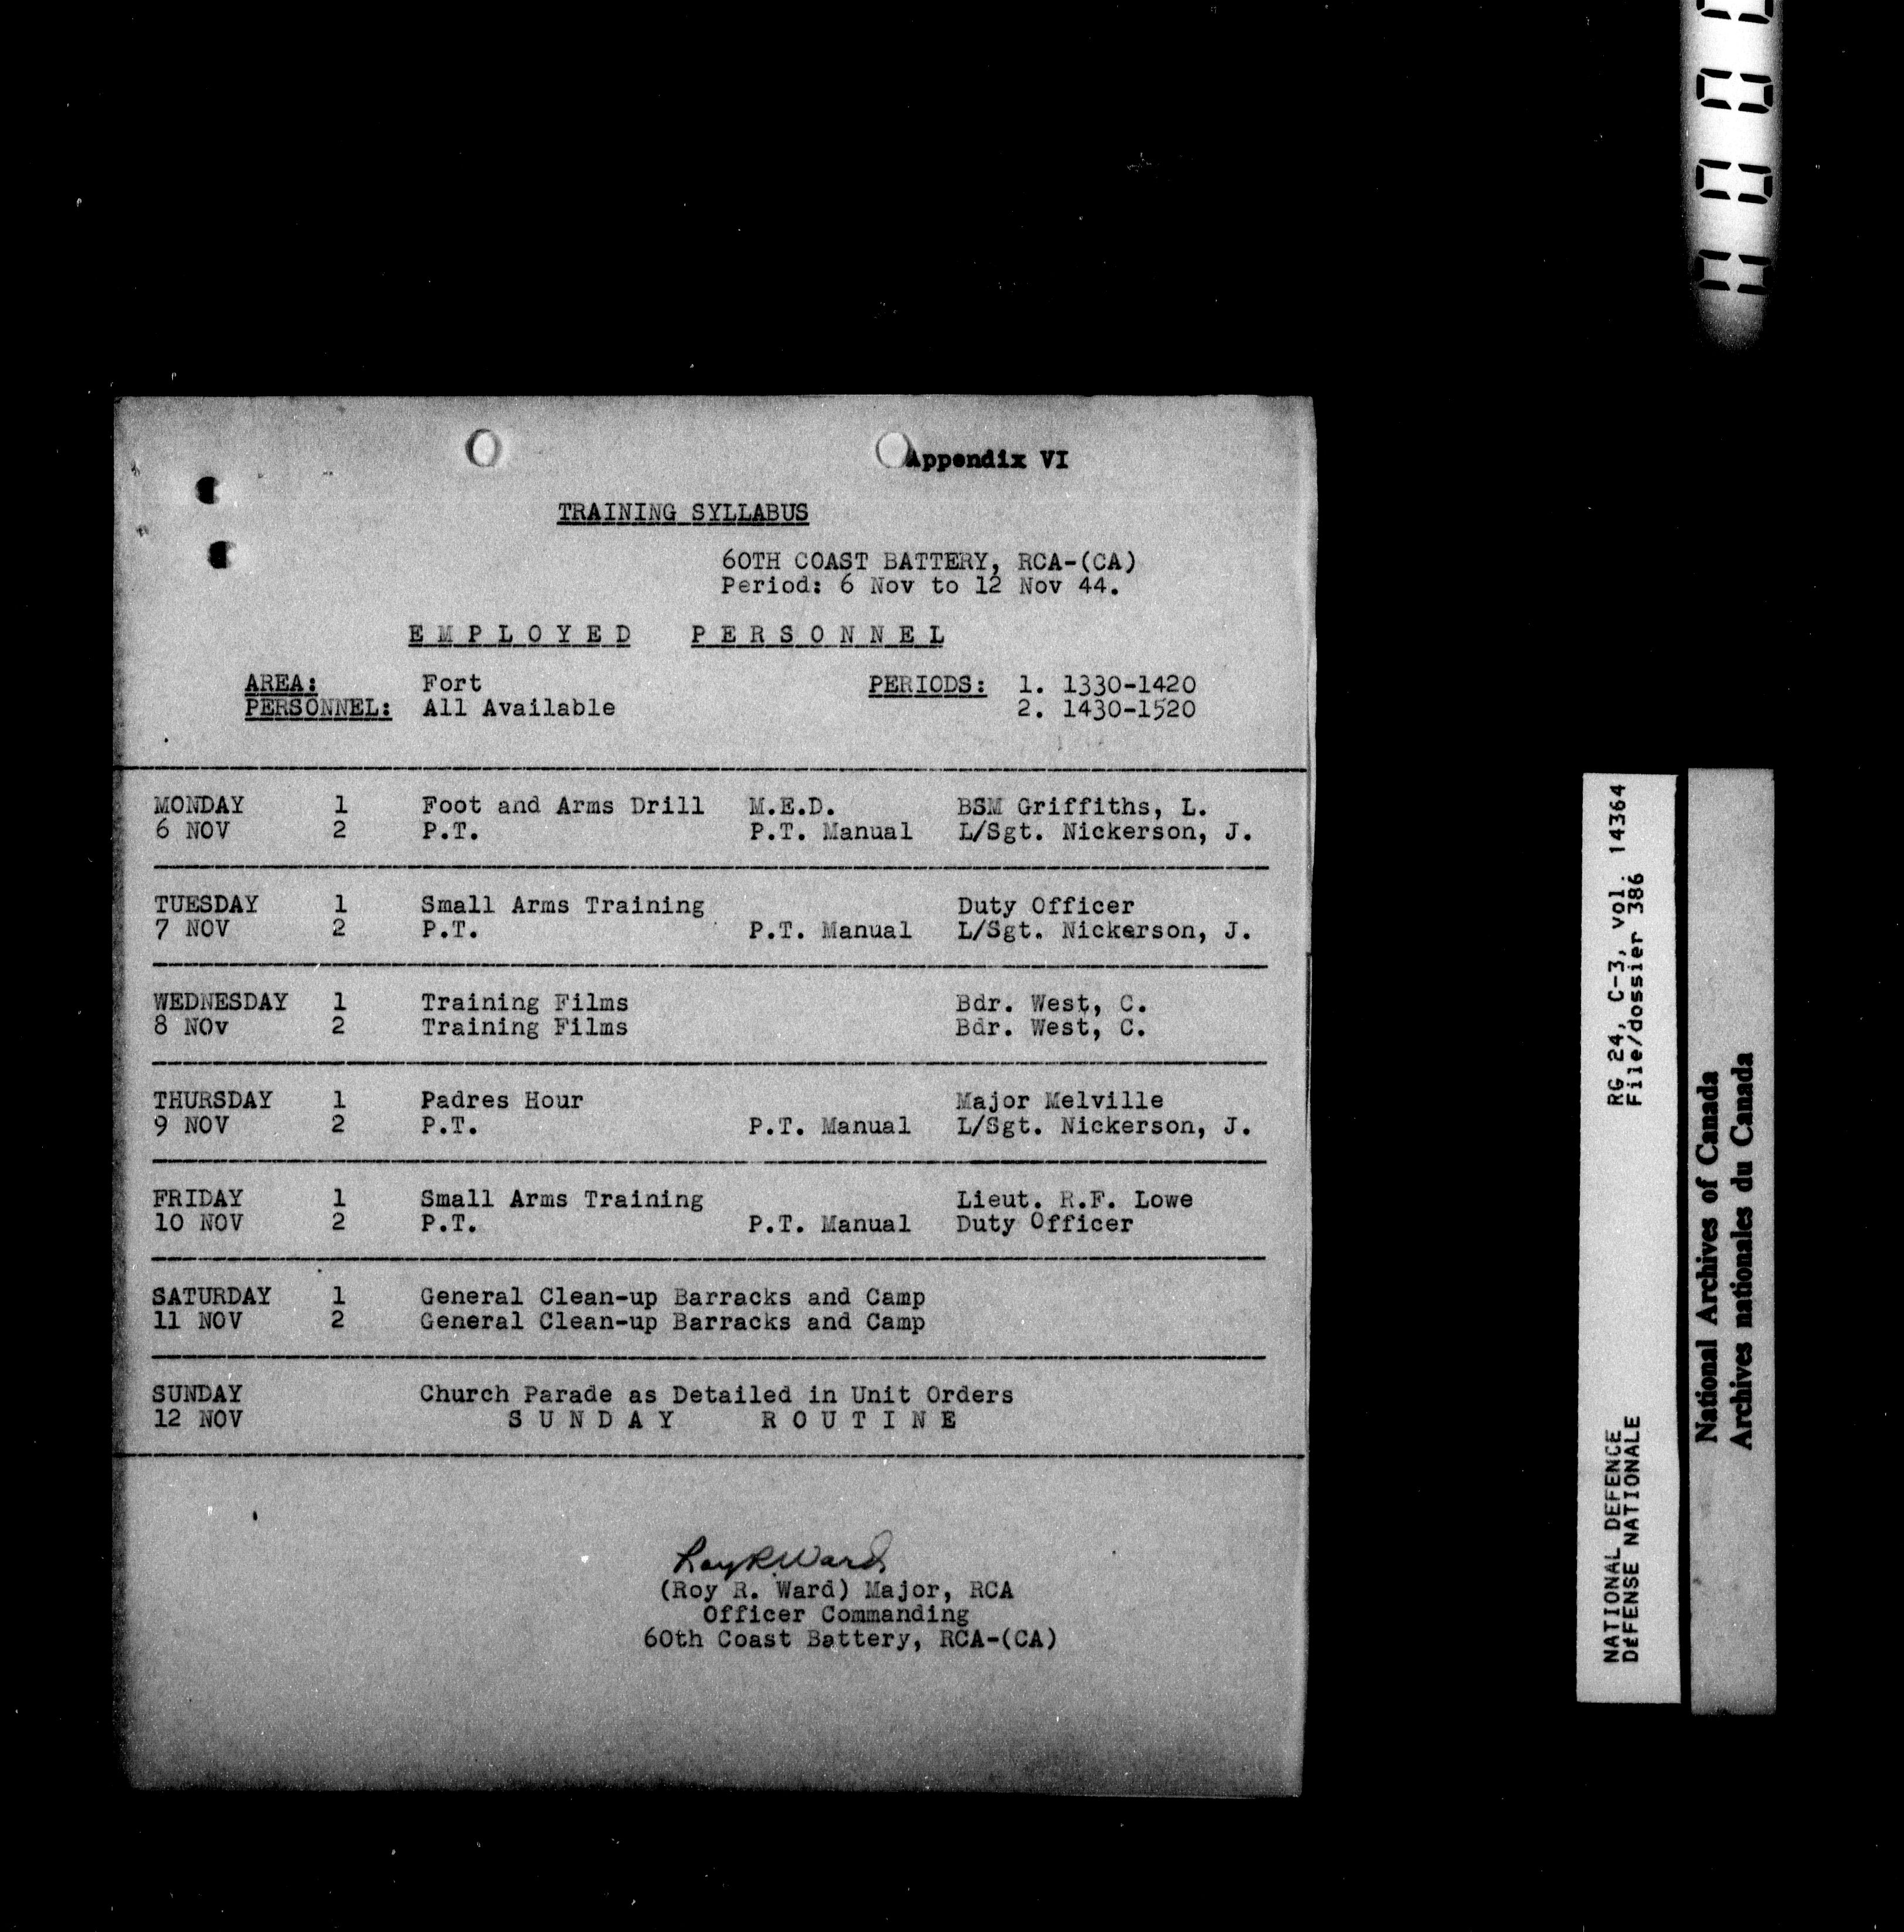 Appendix VI
TRAINING SYLLABUS
60TH COAST BATTERY, RCA-(CA)
Period: 6 Nov to 12 Nov 44.
E M P L O Y E D    P E R S O N N E L
AREA: Fort PERIODS: 1. 1330-1420
PERSONNEL: All Available 2. 1430-1520
MONDAY 1 Foot and Arms Drill M.E.D. BSM Griffiths, L.
6 NOV 2 P.T. P.T. Manual L/Sgt. Nickerson, J.
TUESDAY 1 Small Arms Training Duty Officer
7 NOV 2 P.T. P.T. Manual L/Sgt. Nickerson, J.
WEDNESDAY 1 Training Films Bdr. West, C.
8 NOv 2 Training Films Bdr. West, C.
THURSDAY 1 Padres Hour Major Melville
9 NOV 2 P.T. P.T. Manual L/Sgt. Nickerson, J.
FRIDAY 1 Small Arms Training Lieut. R.F. Lowe
10 NOV 2 P.T. P.T. Manual Duty Officer
SATURDAY 1 General Clean-up Barracks and Camp
11 NOV 2 General Clean-up Barracks and Camp
SUNDAY Church Parade as Detailed in Unit Orders
12 NOV S U N D A Y    R O U T I N E
Roy R. Ward
(Roy R. Ward) Major, RCA
Officer Commanding
60th Coast Battery, RCA-(CA)
NATIONAL DEFENCE RG 24, C-3, vol. 14364
DEFENSE NATIONALE File/dossier 386
National Archives of Canada
Archives nationales du Canada